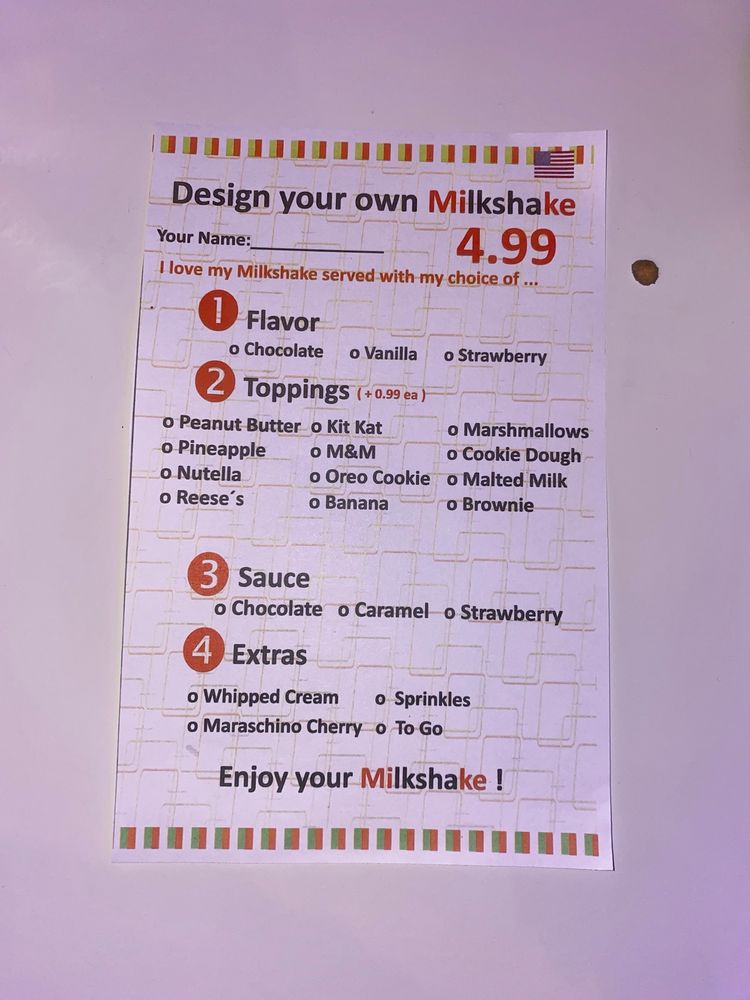 Design your own Milkshake
Your Name:_______________ 4.99
I love my Milkshake served with my choice of ...
1 Flavor
o Chocolate o Vanilla o Strawberry
2 Toppings ( + 0.99 ea )
o Peanut Butter o Kit Kat o Marshmallows
o Pineapple o M&M o Cookie Dough
o Nutella o Oreo Cookie o Malted Milk
o Reese´s o Banana o Brownie
3 Sauce
o Chocolate o Caramel o Strawberry
4 Extras
o Whipped Cream o Sprinkles
o Maraschino Cherry o To Go
Enjoy your Milkshake !